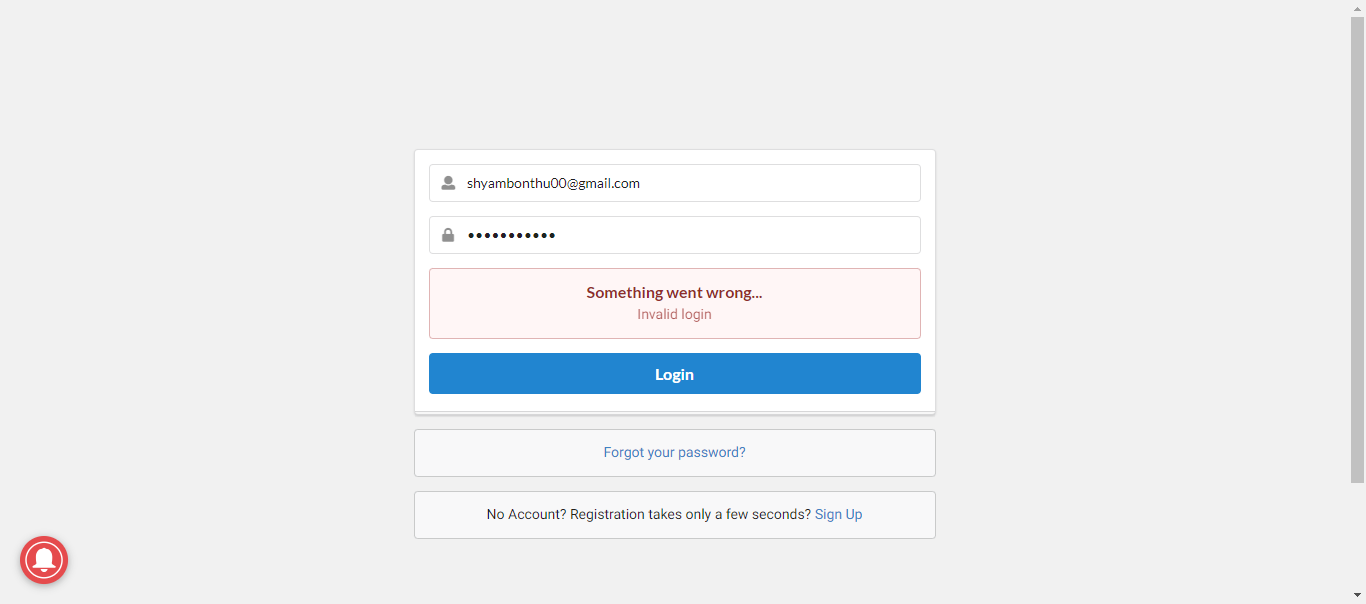 shyambonthu00@gmail.com
•••••••••••
Something went wrong...
Invalid login
Login
Forgot your password?
No Account? Registration takes only a few seconds? Sign Up